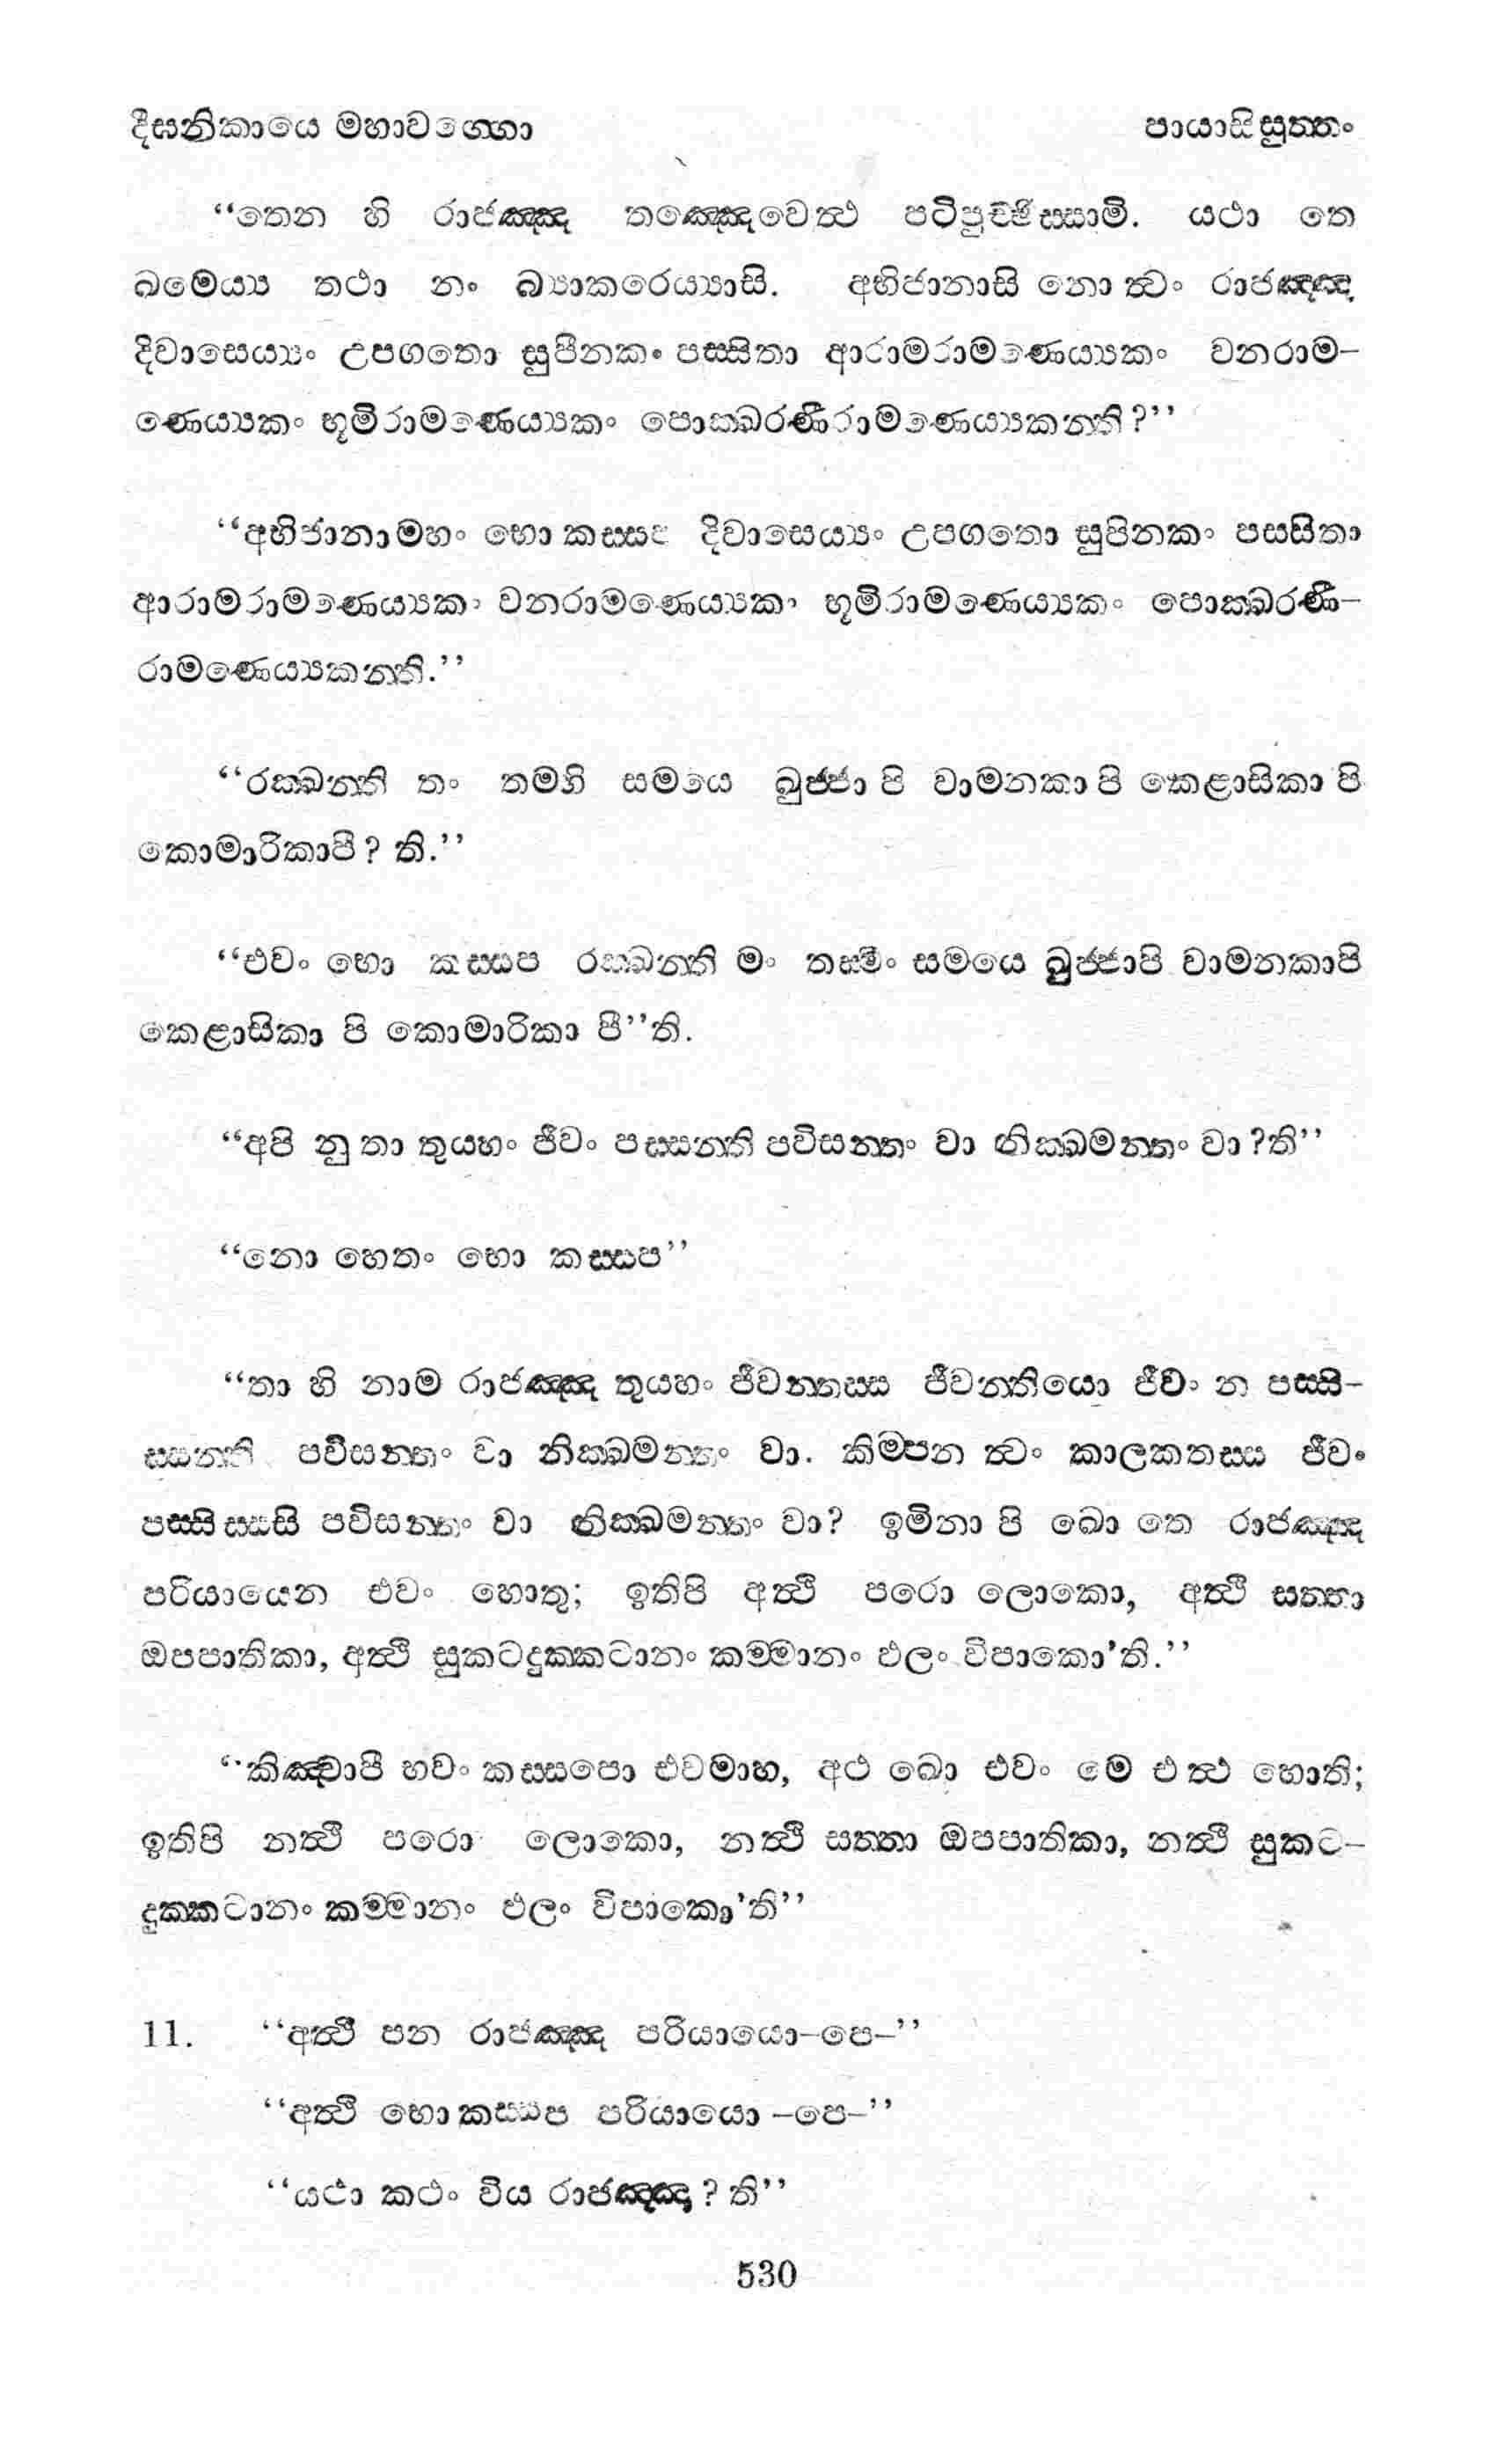 දීඝනිකායෙ මහාවග්ගො පායාසිසුත්තං
‘‘තෙන හි රාජඤ්ඤ තඤ්ඤෙවෙත්ථ පටිපුච්ඡිස්සාමි. යථා තෙ
ඛමෙය්‍ය තථා නං බ්‍යාකරෙය්‍යාසි. අභිජානාසි නො ත්වං රාජඤ්ඤ
දිවාසෙය්‍යං උපගතො සුපිනකං පස්සිතා ආරාමරාමණෙය්‍යකං වනරාම-
ණෙය්‍යකං භූමිරාමණෙය්‍යකං පොක්ඛරණීරාමණෙය්‍යකන්ති?’’
‘‘අභිජානාමහං භො කස්සප දිවාසෙය්‍යං උපගතො සුපිනකං පස්සිතා
ආරාමරාමණෙය්‍යකං වනරාමණෙය්‍යකං භූමිරාමණෙය්‍යකං පොක්ඛරණී-
රාමණෙය්‍යකන්ති.’’
‘‘රක්ඛන්ති තං තම්හි සමයෙ ඛුජ්ජා පි වාමනකා පි කෙළාසිකා පි
කොමාරිකාපී? ති.’’
‘‘එවං භො කස්සප රක්ඛන්ති මං තස්මිං සමයෙ ඛුජ්ජාපි වාමනකාපි
කෙළාසිකා පි කොමාරිකා පී’’ති.
‘‘අපි නු තා තුය්හං ජීවං පස්සන්ති පවිසන්තං වා නික්ඛමන්තං වා?ති’’
‘‘නො හෙතං භො කස්සප’’
‘‘තා හි නාම රාජඤ්ඤ තුය්හං ජීවන්තස්ස ජීවන්තියො ජීවං න පස්සි-
ස්සන්ති පවිසන්තං වා නික්ඛමන්තං වා. කිම්පන ත්වං කාලකතස්ස ජීවං
පස්සිස්සසි පවිසන්තං වා නික්ඛමන්තං වා? ඉමිනා පි ඛො තෙ රාජඤ්ඤ
පරියායෙන එවං හොතු; ඉතිපි අත්ථි පරො ලොකො, අත්ථි සත්තා
ඔපපාතිකා, අත්ථි සුකටදුක්කටානං කම්මානං ඵලං විපාකො’ති.’’
‘‘කිඤ්චාපි භවං කස්සපො එවමාහ, අථ ඛො එවං මෙ එත්ථ හොති;
ඉතිපි නත්ථි පරො ලොකො, නත්ථි සත්තා ඔපපාතිකා, නත්ථි සුකට-
දුක්කටානං කම්මානං ඵලං විපාකො’ති’’
11. ‘‘අත්ථි පන රාජඤ්ඤ පරියායො-පෙ-’’
‘‘අත්ථි භො කස්සප පරියායො -පෙ-’’
‘‘යථා කථං විය රාජඤ්ඤ? ති’’
530